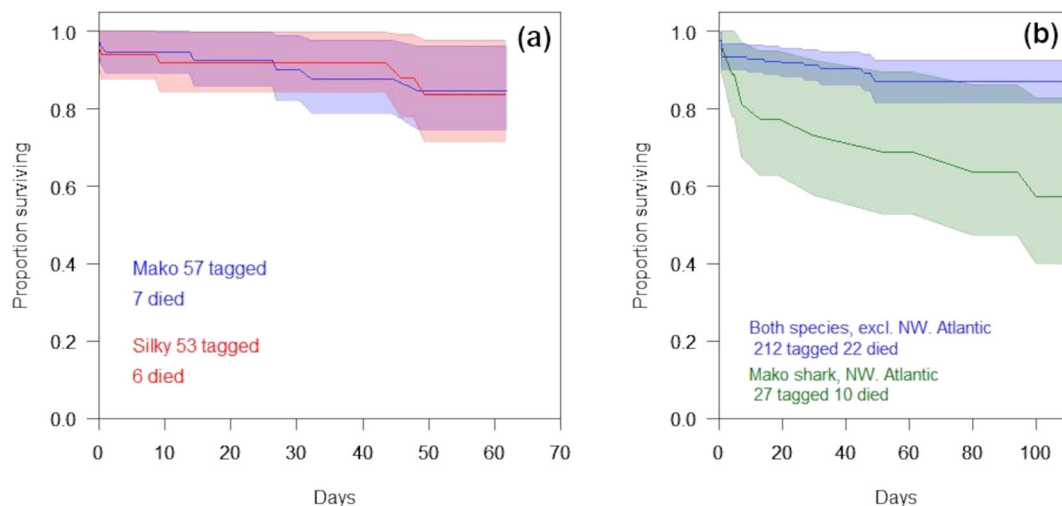 (a)
1.0
0.8
0.6
0.4
0.2
0.0
Proportion surviving
Mako 57 tagged
7 died
Silky 53 tagged
6 died
0 10 20 30 40 50 60 70
Days
(b)
1.0
0.8
0.6
0.4
0.2
0.0
Proportion surviving
Both species, excl. NW. Atlantic
212 tagged 22 died
Mako shark, NW. Atlantic
27 tagged 10 died
0 20 40 60 80 100
Days